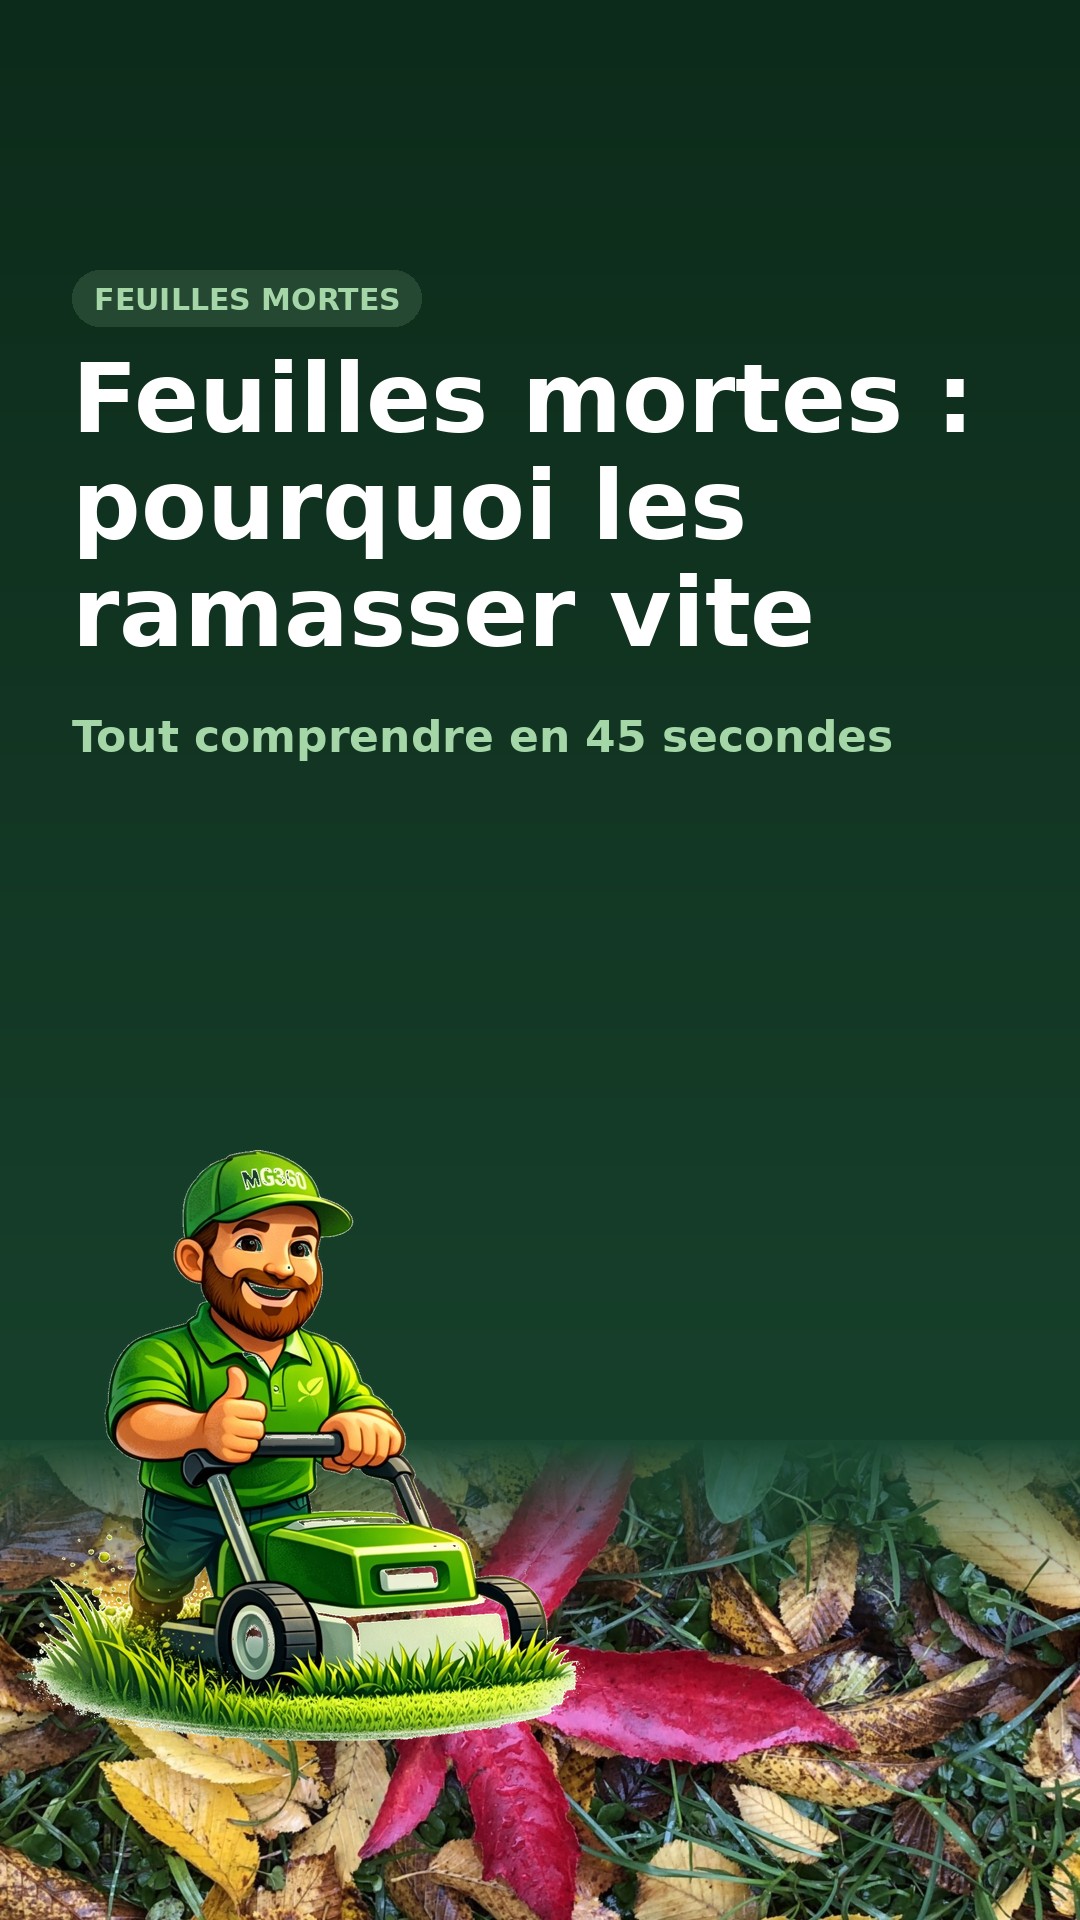 FEUILLES MORTES
Feuilles mortes :
pourquoi les
ramasser vite
Tout comprendre en 45 secondes
MG360